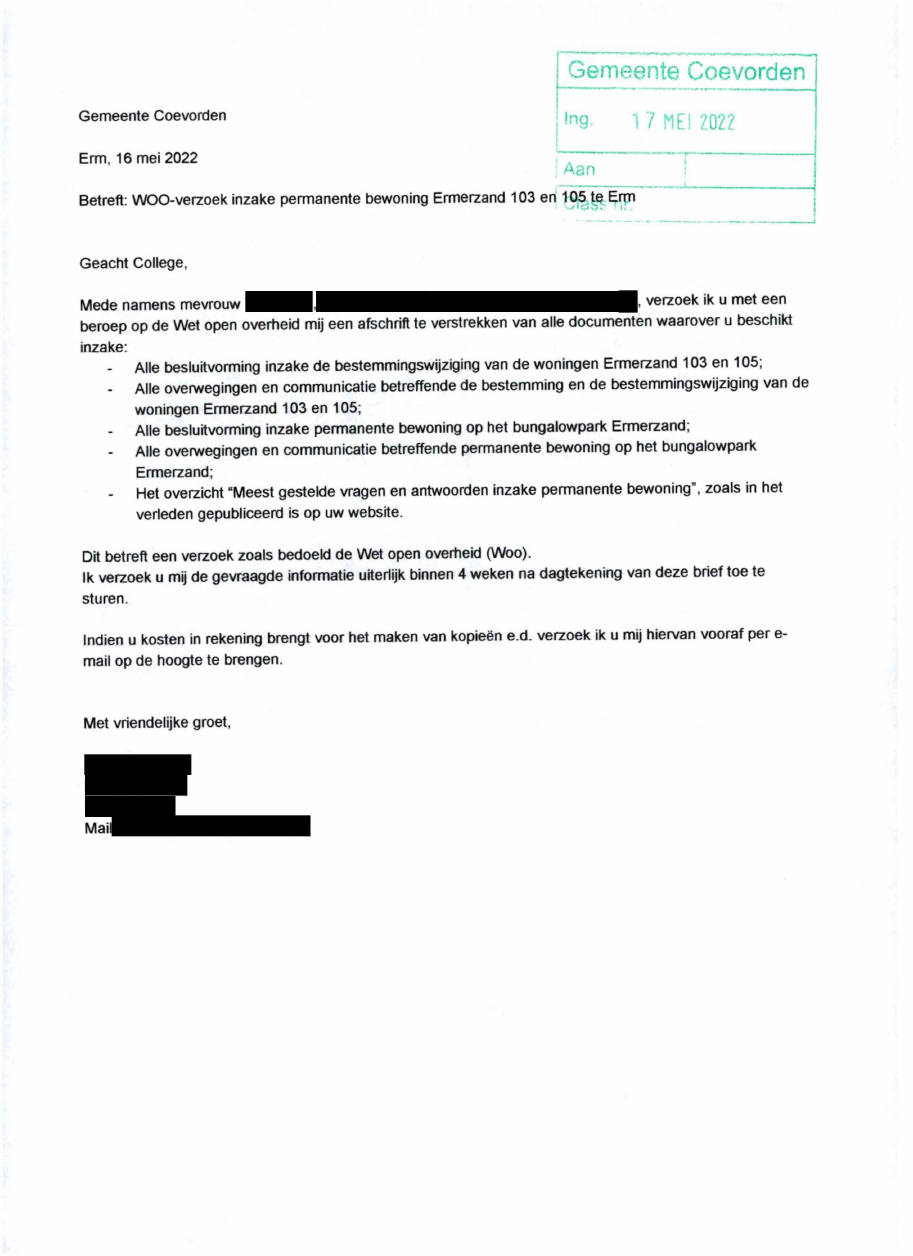 Gemeente Coevorden
Ing. 17 MEI 2022
Aan
Class nr.
Gemeente Coevorden
Erm, 16 mei 2022
Betreft: WOO-verzoek inzake permanente bewoning Ermerzand 103 en 105 te Erm
Geacht College,
Mede namens mevrouw , , verzoek ik u met een
beroep op de Wet open overheid mij een afschrift te verstrekken van alle documenten waarover u beschikt
inzake:
- Alle besluitvorming inzake de bestemmingswijziging van de woningen Ermerzand 103 en 105;
- Alle overwegingen en communicatie betreffende de bestemming en de bestemmingswijziging van de
woningen Ermerzand 103 en 105;
- Alle besluitvorming inzake permanente bewoning op het bungalowpark Ermerzand;
- Alle overwegingen en communicatie betreffende permanente bewoning op het bungalowpark
Ermerzand;
- Het overzicht “Meest gestelde vragen en antwoorden inzake permanente bewoning”, zoals in het
verleden gepubliceerd is op uw website.
Dit betreft een verzoek zoals bedoeld de Wet open overheid (Woo).
Ik verzoek u mij de gevraagde informatie uiterlijk binnen 4 weken na dagtekening van deze brief toe te
sturen.
Indien u kosten in rekening brengt voor het maken van kopieën e.d. verzoek ik u mij hiervan vooraf per e-
mail op de hoogte te brengen.
Met vriendelijke groet,
Mail